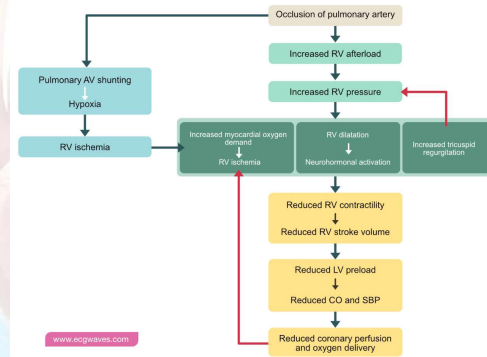 Occlusion of pulmonary artery
Increased RV afterload
Pulmonary AV shunting
Hypoxia
Increased RV pressure
RV ischemia
Increased myocardial oxygen
demand
RV ischemia
RV dilatation
Neurohormonal activation
Increased tricuspid
regurgitation
Reduced RV contractility
Reduced RV stroke volume
Reduced LV preload
Reduced CO and SBP
Reduced coronary perfusion
and oxygen delivery
www.ecgwaves.com